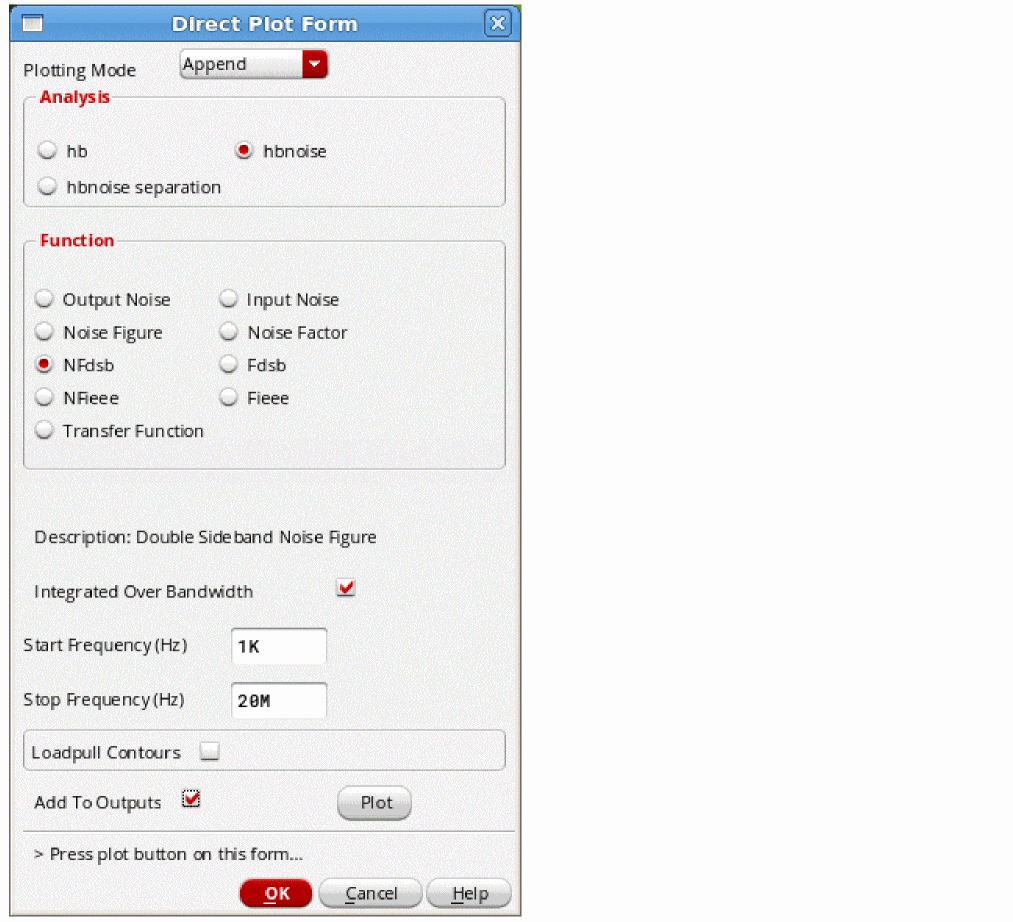 Direct Plot Form
Plotting Mode Append
Analysis
hb hbnoise
hbnoise separation
Function
Output Noise Input Noise
Noise Figure Noise Factor
NFdsb Fdsb
NFieee Fieee
Transfer Function
Description: Double Sideband Noise Figure
Integrated Over Bandwidth
Start Frequency(Hz) 1K
Stop Frequency(Hz) 20M
Loadpull Contours
Add To Outputs Plot
> Press plot button on this form...
OK Cancel Help